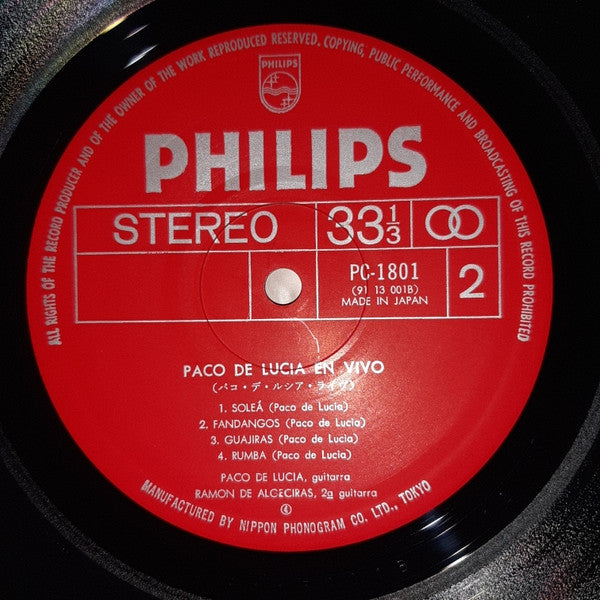 ALL RIGHTS OF THE RECORD PRODUCER AND OF THE OWNER OF THE WORK REPRODUCED RESERVED. COPYING, PUBLIC PERFORMANCE AND BROADCASTING OF THIS RECORD PROHIBITED
PHILIPS
PHILIPS
STEREO 33 1/3
PC-1801
(91 13 001B)
MADE IN JAPAN
2
PACO DE LUCIA EN VIVO
(パコ・デ・ルシア・ライヴ)
1. SOLEÁ (Paco de Lucia)
2. FANDANGOS (Paco de Lucia)
3. GUAJIRAS (Paco de Lucia)
4. RUMBA (Paco de Lucia)
PACO DE LUCIA, guitarra
RAMON DE ALGECIRAS, 2a guitarra
④
MANUFACTURED BY NIPPON PHONOGRAM CO. LTD., TOKYO